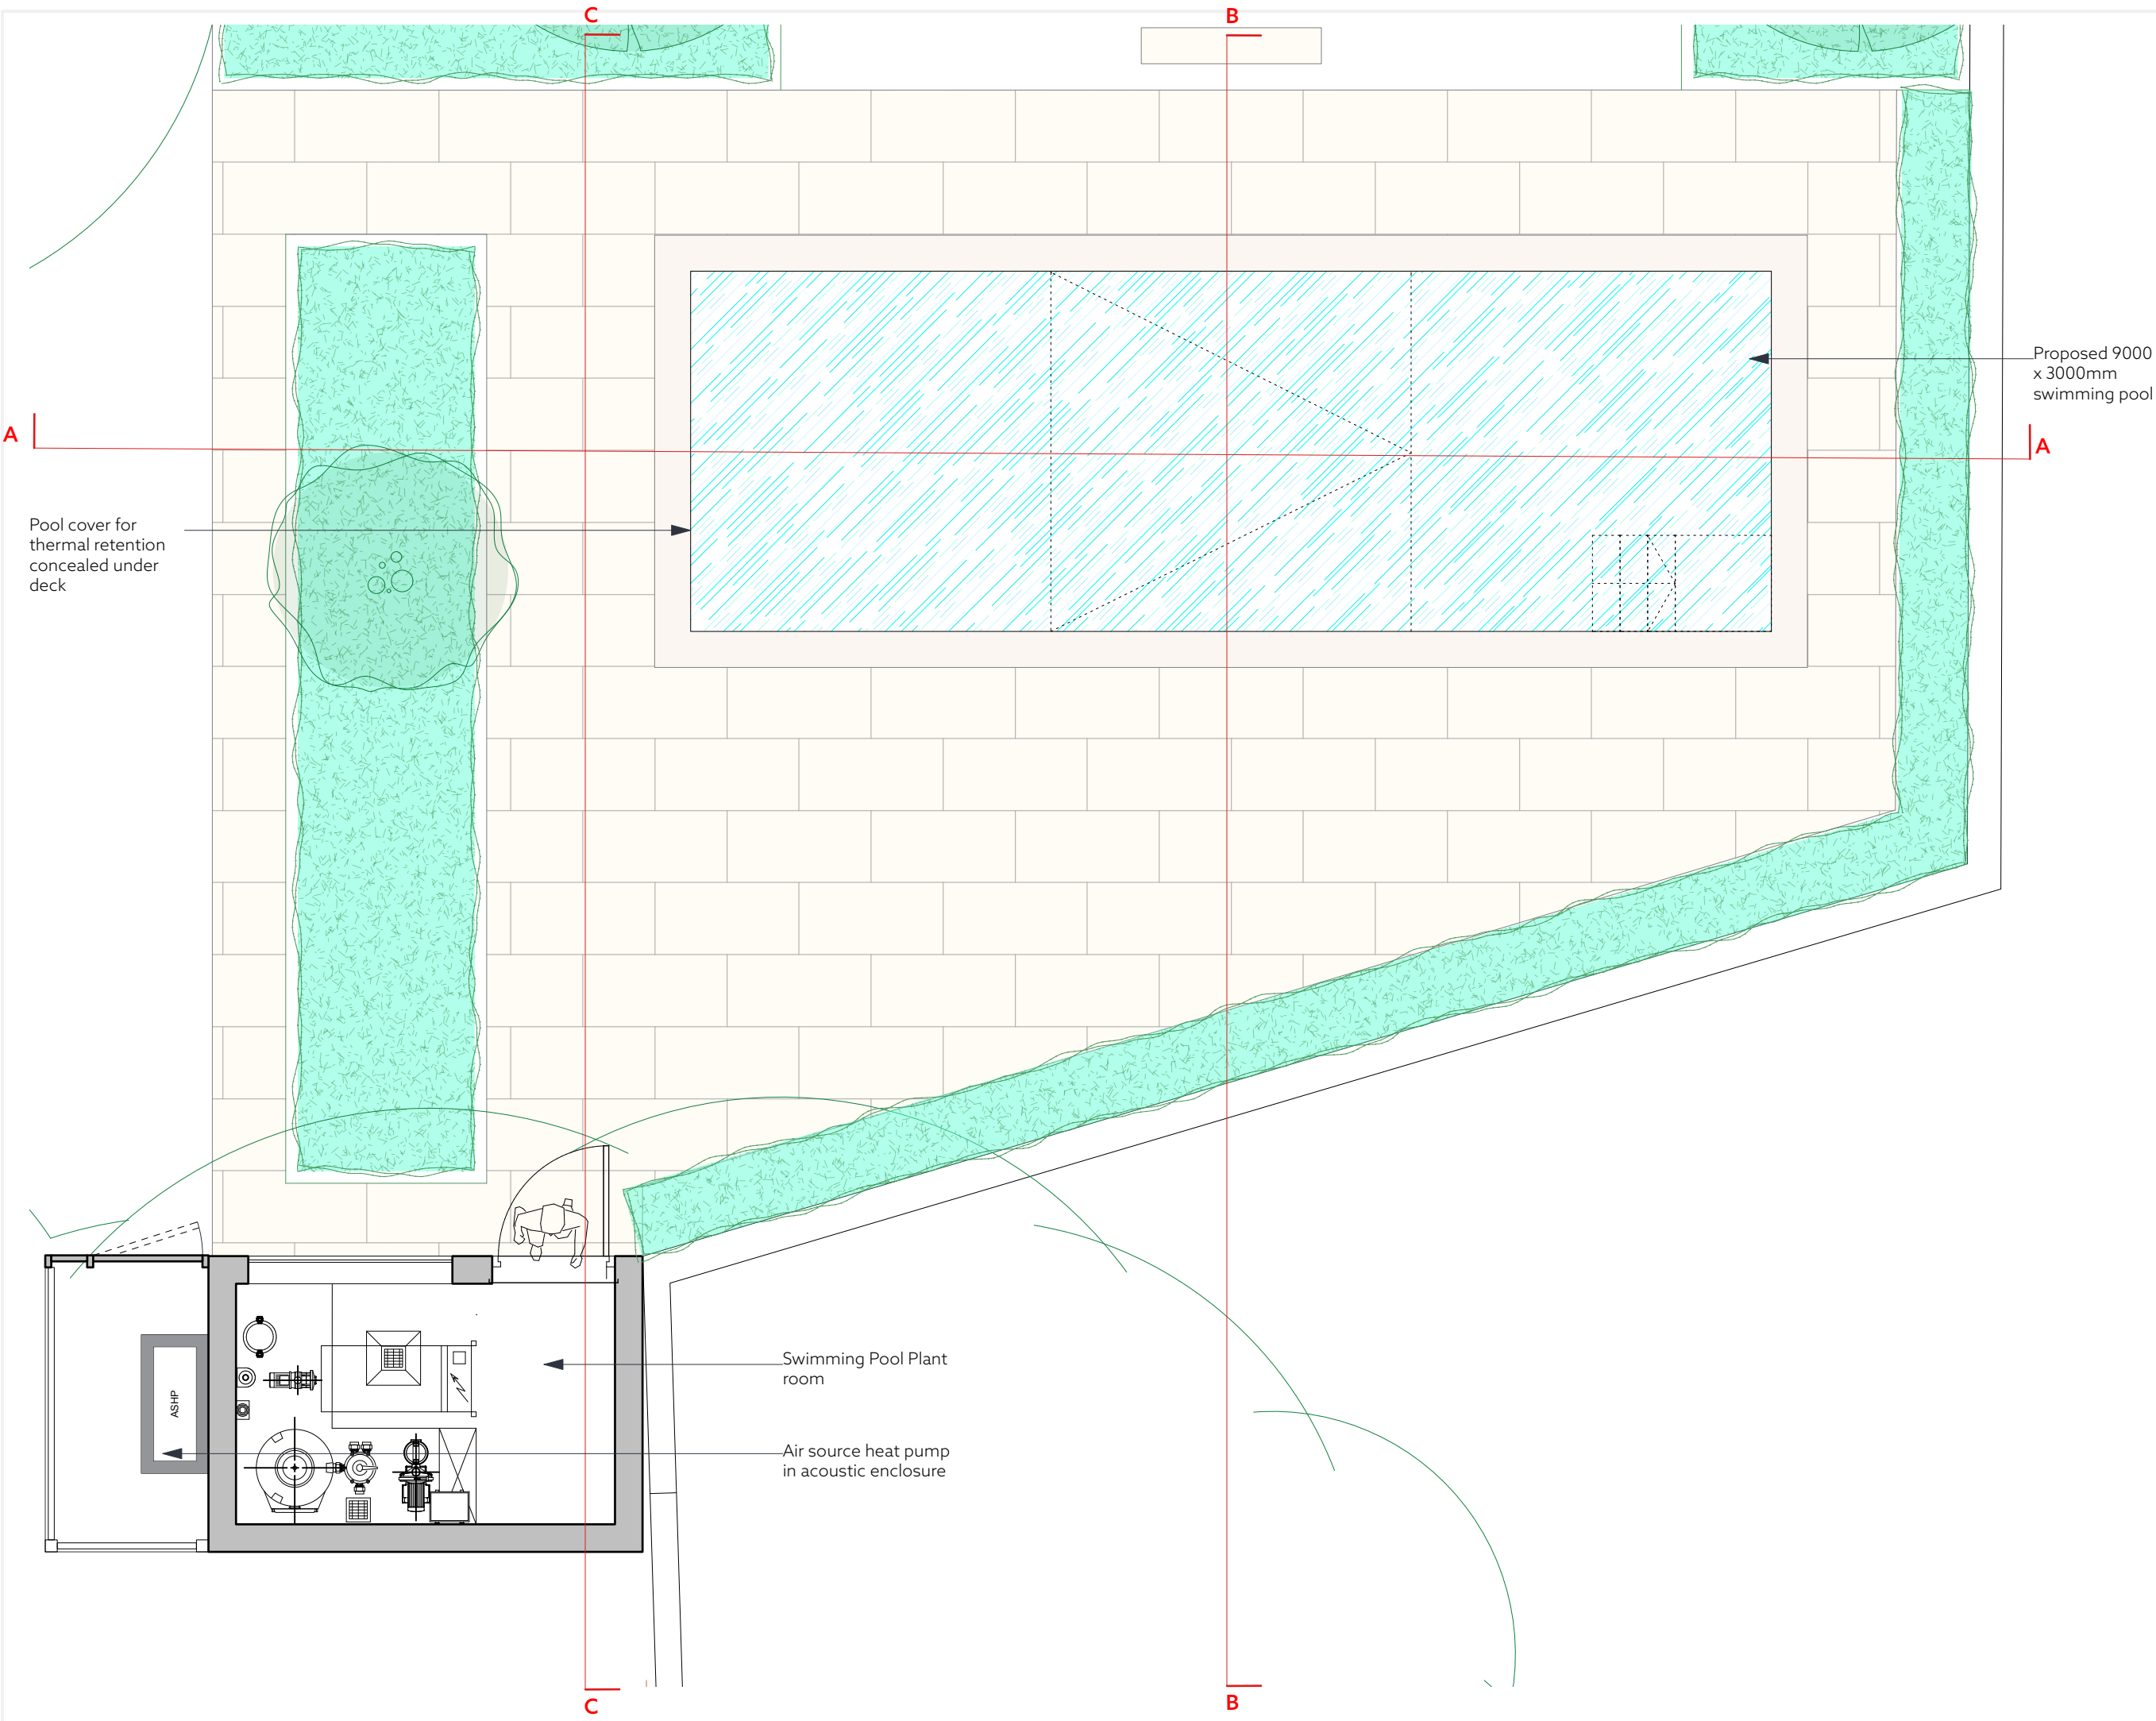 C
B
Proposed 9000
x 3000mm
swimming pool
A
A
Pool cover for
thermal retention
concealed under
deck
Swimming Pool Plant
room
ASHP
Air source heat pump
in acoustic enclosure
C
B